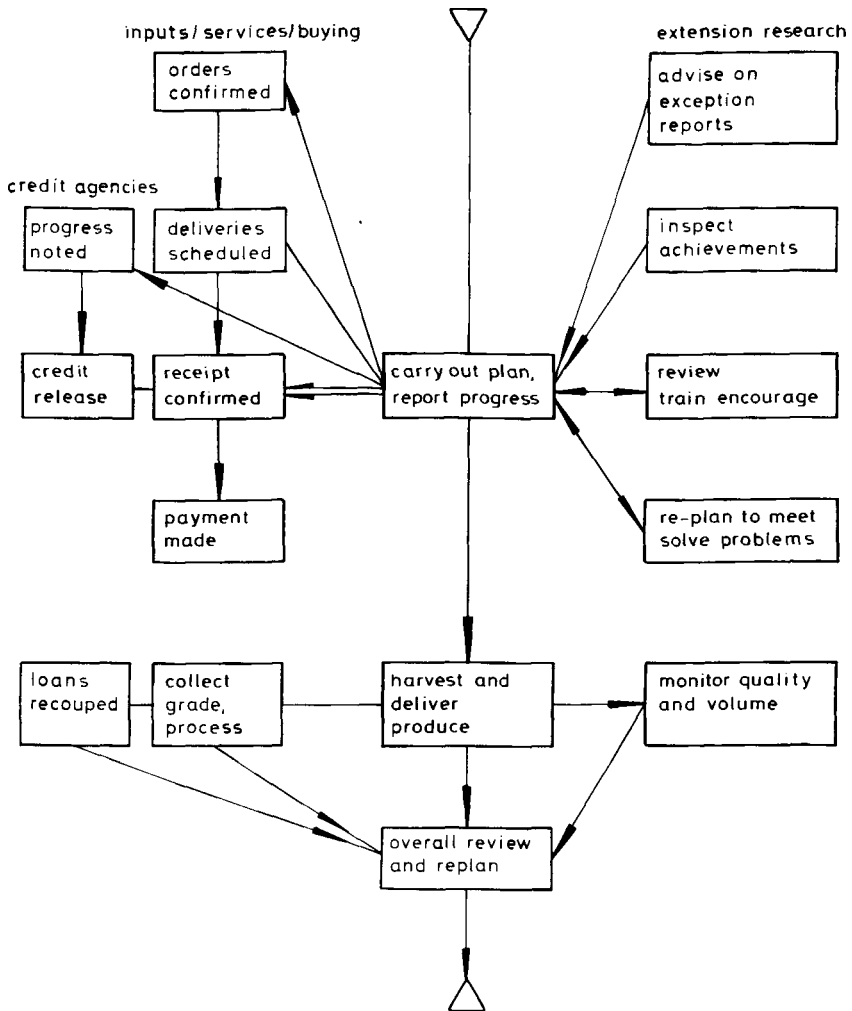 inputs/services/buying
extension research
orders
confirmed
advise on
exception
reports
credit agencies
progress
noted
deliveries
scheduled
inspect
achievements
credit
release
receipt
confirmed
carry out plan,
report progress
review
train encourage
payment
made
re-plan to meet
solve problems
loans
recouped
collect
grade,
process
harvest and
deliver
produce
monitor quality
and volume
overall review
and replan